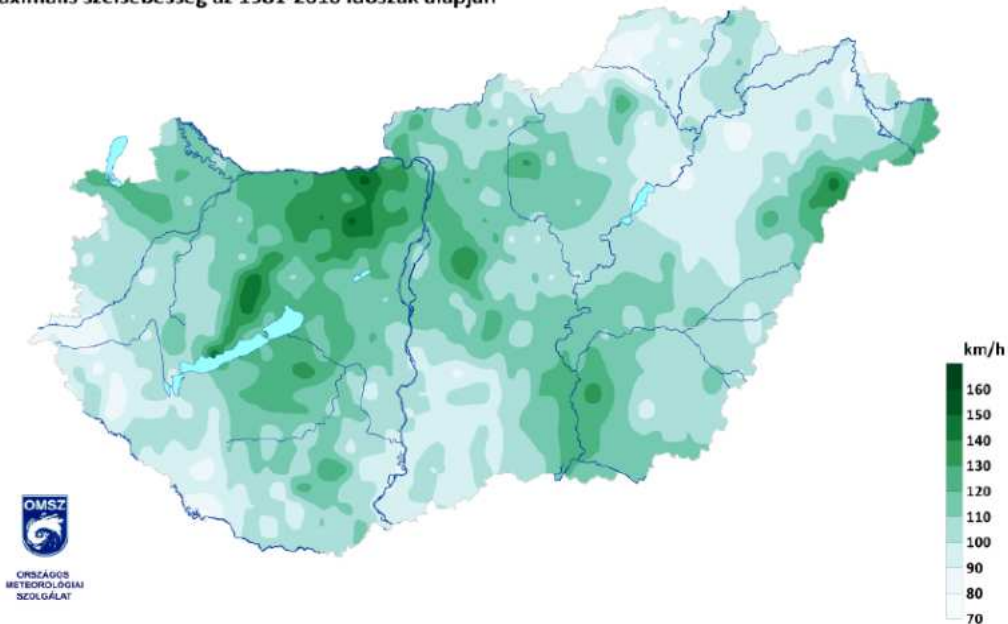 szélsebesség az 1981-2010 időszak alapján
km/h
160
150
140
130
120
110
100
90
80
70
OMSZ
ORSZÁGOS
METEOROLÓGIAI
SZOLGÁLAT